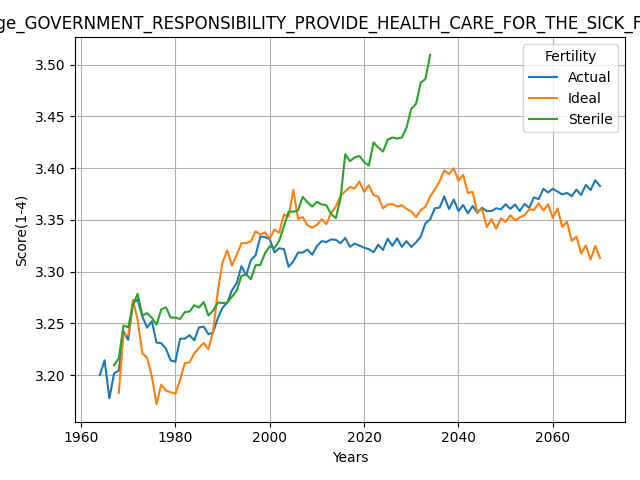 ge_GOVERNMENT_RESPONSIBILITY_PROVIDE_HEALTH_CARE_FOR_THE_SICK_F
Fertility
Actual
Ideal
Sterile
3.50
3.45
3.40
3.35
3.30
3.25
3.20
Score(1-4)
1960 1980 2000 2020 2040 2060
Years